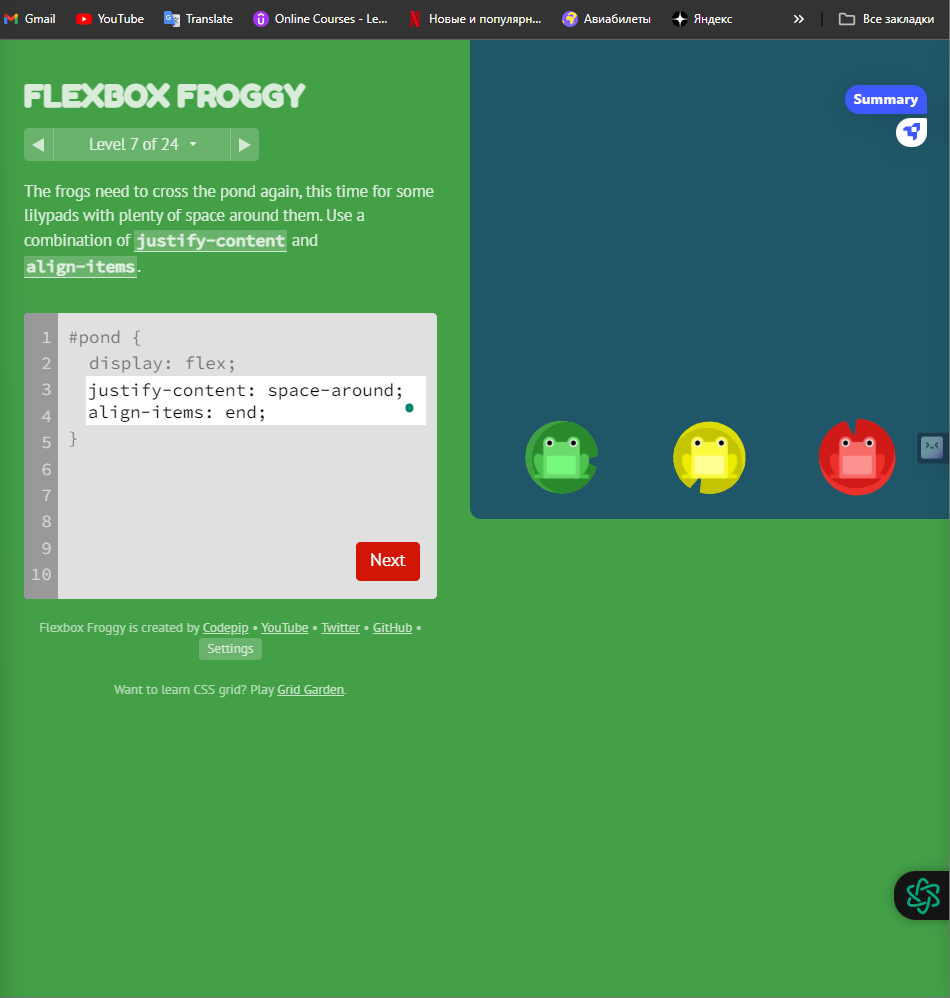 Gmail YouTube Translate Online Courses - Le... Новые и популярн... Авиабилеты Яндекс » Все закладки
FLEXBOX FROGGY
Level 7 of 24
The frogs need to cross the pond again, this time for some
lilypads with plenty of space around them. Use a
combination of justify-content and
align-items.
1 #pond {
2 display: flex;
3 justify-content: space-around;
4 align-items: end;
5 }
6
7
8
9
10
Next
Flexbox Froggy is created by Codepip • YouTube • Twitter • GitHub •
Settings
Want to learn CSS grid? Play Grid Garden.
Summary